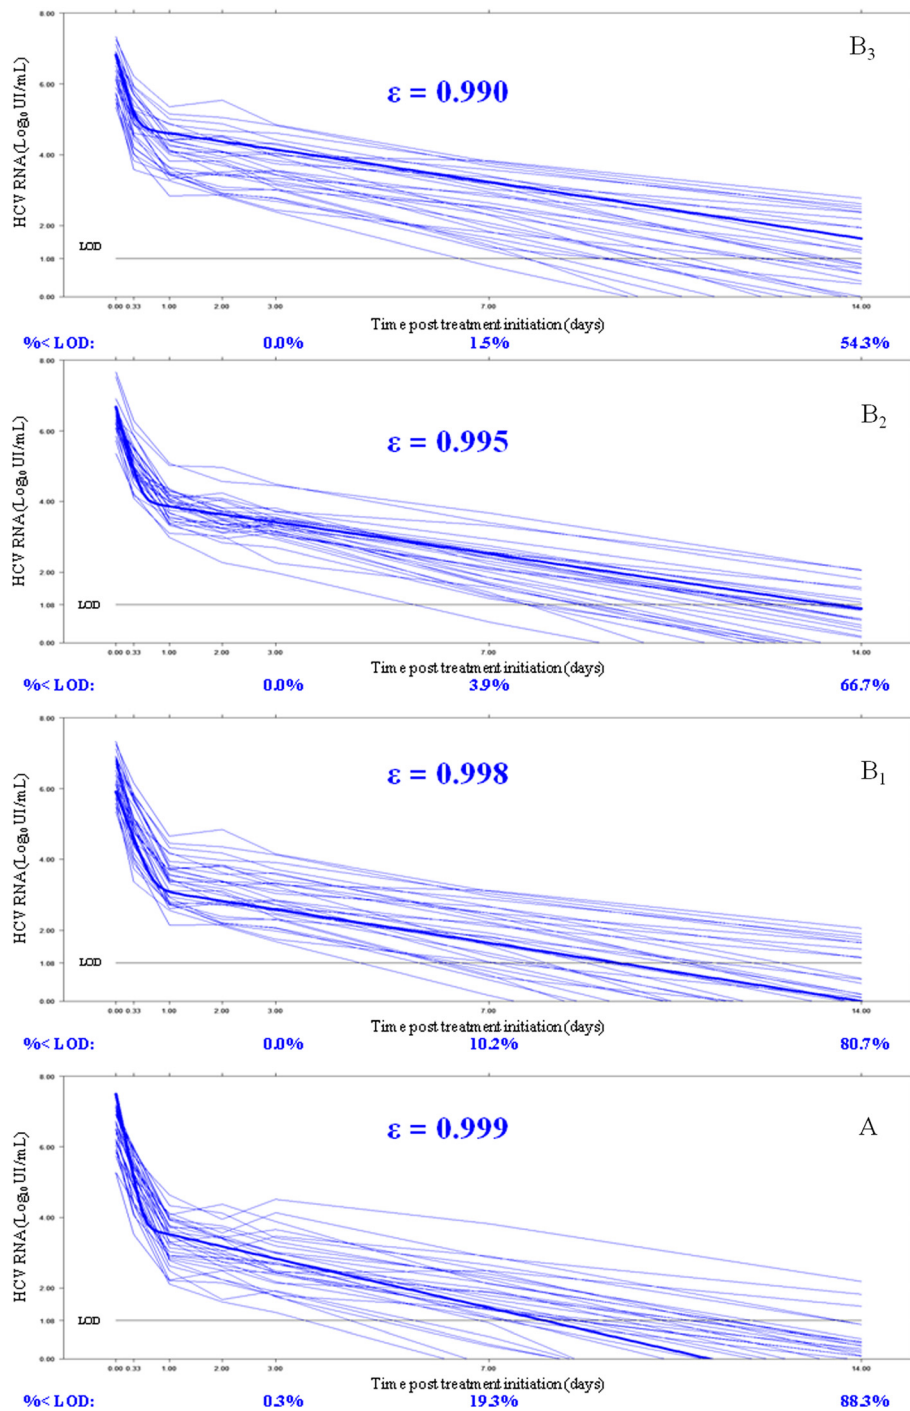 8.00
B3
ε = 0.990
6.00
4.00
2.00
LOD
1.00
0.00
HCV RNA (Log10 UI/mL)
0.00 0.33 1.00 2.00 3.00 7.00 14.00
Time post treatment initiation (days)
%< LOD: 0.0% 1.5% 54.3%
8.00
B2
ε = 0.995
6.00
4.00
2.00
1.00 LOD
0.00
HCV RNA (Log10 UI/mL)
0.00 0.33 1.00 2.00 3.00 7.00 14.00
Time post treatment initiation (days)
%< LOD: 0.0% 3.9% 66.7%
8.00
B1
ε = 0.998
6.00
4.00
2.00
1.00 LOD
0.00
HCV RNA (Log10 UI/mL)
0.00 0.33 1.00 2.00 3.00 7.00 14.00
Time post treatment initiation (days)
%< LOD: 0.0% 10.2% 80.7%
8.00
A
ε = 0.999
6.00
4.00
2.00
1.00 LOD
0.00
HCV RNA (Log10 UI/mL)
0.00 0.33 1.00 2.00 3.00 7.00 14.00
Time post treatment initiation (days)
%< LOD: 0.3% 19.3% 88.3%